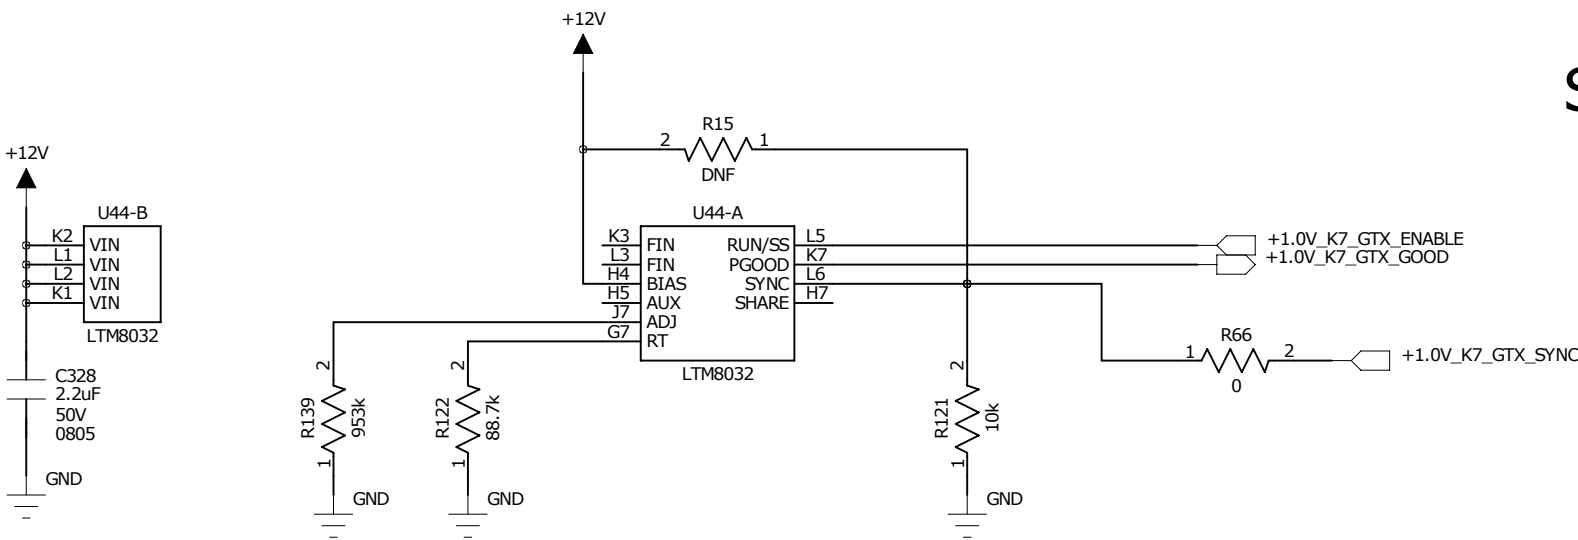 +12V
S
R15
2 1
DNF
+12V
U44-B
K2 VIN
L1 VIN
L2 VIN
K1 VIN
LTM8032
C328
2.2uF
50V
0805
GND
U44-A
K3 FIN RUN/SS L5
L3 FIN PGOOD K7
H4 BIAS SYNC L6
H5 AUX SHARE H7
J7 ADJ
G7 RT
LTM8032
+1.0V_K7_GTX_ENABLE
+1.0V_K7_GTX_GOOD
R66
1 2
0
+1.0V_K7_GTX_SYNC
2
R139
953k
1
GND
2
R122
88.7k
1
GND
2
R121
10k
1
GND